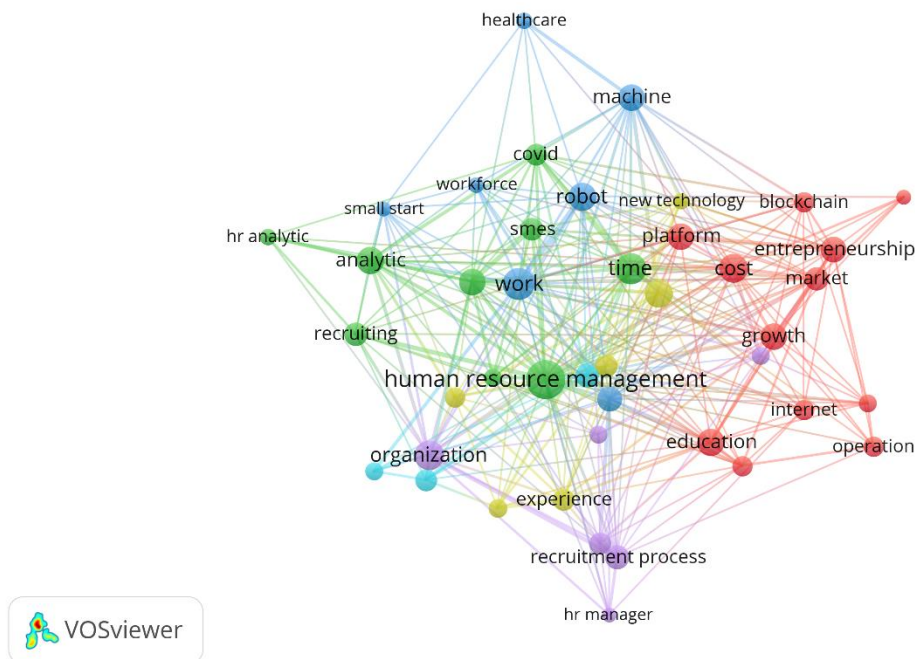 healthcare
machine
covid
workforce
robot
new technology
blockchain
small start
smes
platform
hr analytic
analytic
entrepreneurship
time
cost
market
work
recruiting
growth
human resource management
internet
education
operation
organization
experience
recruitment process
hr manager
VOSviewer